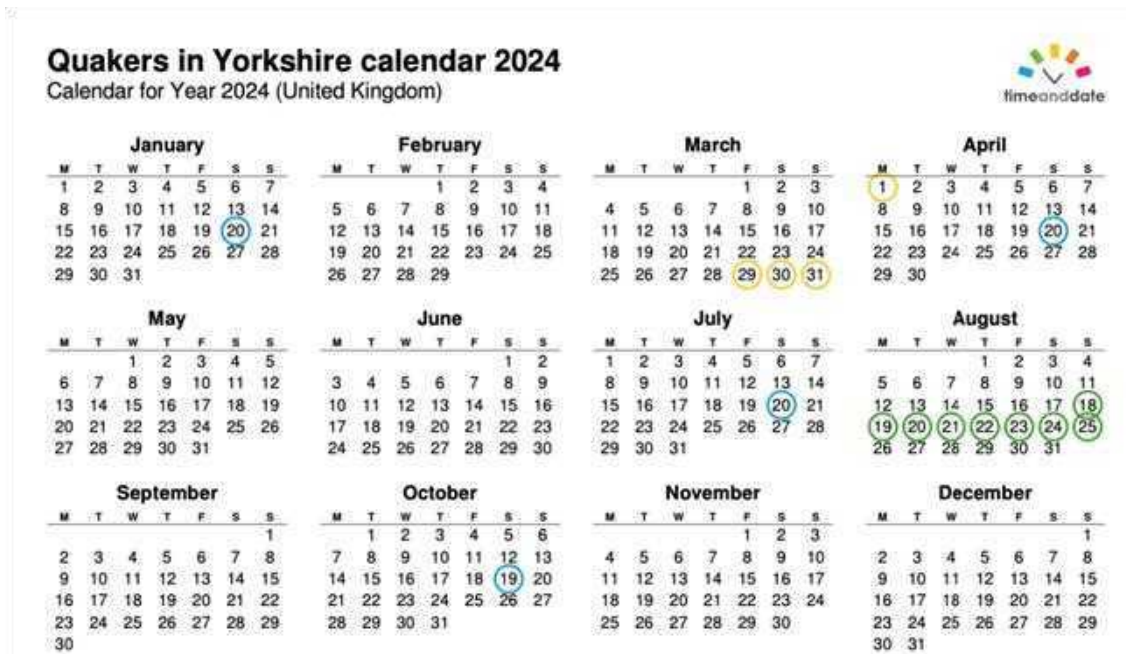 Quakers in Yorkshire calendar 2024
Calendar for Year 2024 (United Kingdom)
timeanddate
January February March April
M T W T F S S M T W T F S S M T W T F S S M T W T F S S
1 2 3 4 5 6 7 1 2 3 4 1 2 3 1 2 3 4 5 6 7
8 9 10 11 12 13 14 5 6 7 8 9 10 11 4 5 6 7 8 9 10 8 9 10 11 12 13 14
15 16 17 18 19 20 21 12 13 14 15 16 17 18 11 12 13 14 15 16 17 15 16 17 18 19 20 21
22 23 24 25 26 27 28 19 20 21 22 23 24 25 18 19 20 21 22 23 24 22 23 24 25 26 27 28
29 30 31 26 27 28 29 25 26 27 28 29 30 31 29 30
May June July August
M T W T F S S M T W T F S S M T W T F S S M T W T F S S
1 2 3 4 5 1 2 1 2 3 4 5 6 7 1 2 3 4
6 7 8 9 10 11 12 3 4 5 6 7 8 9 8 9 10 11 12 13 14 5 6 7 8 9 10 11
13 14 15 16 17 18 19 10 11 12 13 14 15 16 15 16 17 18 19 20 21 12 13 14 15 16 17 18
20 21 22 23 24 25 26 17 18 19 20 21 22 23 22 23 24 25 26 27 28 19 20 21 22 23 24 25
27 28 29 30 31 24 25 26 27 28 29 30 29 30 31 26 27 28 29 30 31
September October November December
M T W T F S S M T W T F S S M T W T F S S M T W T F S S
1 1 2 3 4 5 6 1 2 3 1
2 3 4 5 6 7 8 7 8 9 10 11 12 13 4 5 6 7 8 9 10 2 3 4 5 6 7 8
9 10 11 12 13 14 15 14 15 16 17 18 19 20 11 12 13 14 15 16 17 9 10 11 12 13 14 15
16 17 18 19 20 21 22 21 22 23 24 25 26 27 18 19 20 21 22 23 24 16 17 18 19 20 21 22
23 24 25 26 27 28 29 28 29 30 31 25 26 27 28 29 30 23 24 25 26 27 28 29
30 30 31